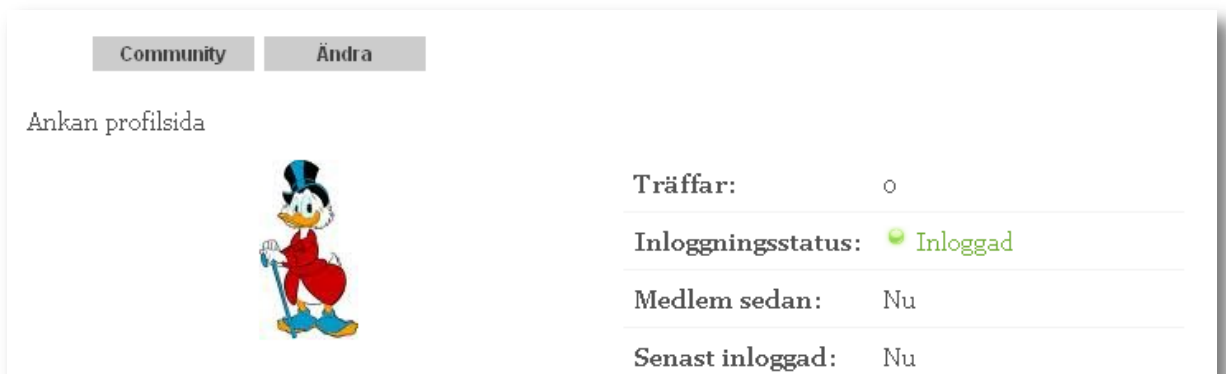 Community Ändra
Ankan profilsida
Träffar: 0
Inloggningsstatus: Inloggad
Medlem sedan: Nu
Senast inloggad: Nu